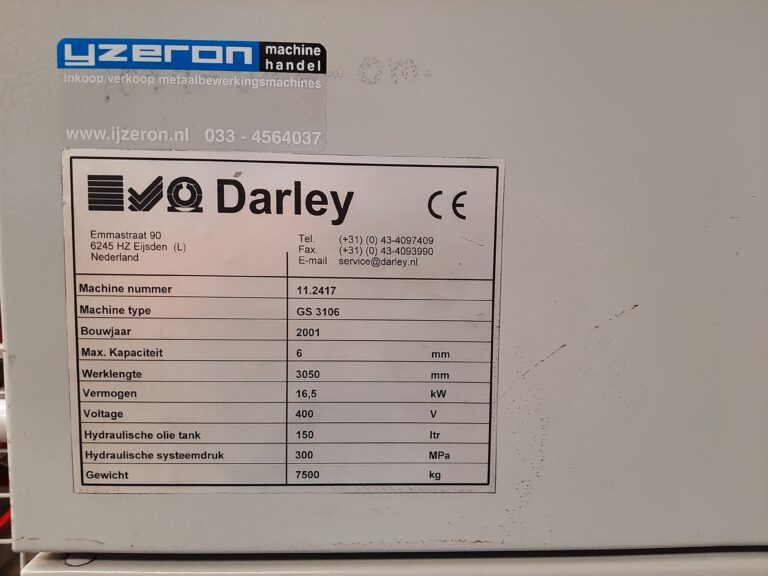 yzeron machine
handel
Inkoop/verkoop metaalbewerkingsmachines
www.ijzeron.nl 033 - 4564037
Darley CE
Emmastraat 90
6245 HZ Eijsden (L)
Nederland
Tel. (+31) (0) 43-4097409
Fax. (+31) (0) 43-4093990
E-mail service@darley.nl
Machine nummer 11.2417
Machine type GS 3106
Bouwjaar 2001
Max. Kapaciteit 6 mm
Werklengte 3050 mm
Vermogen 16,5 kW
Voltage 400 V
Hydraulische olie tank 150 ltr
Hydraulische systeemdruk 300 MPa
Gewicht 7500 kg